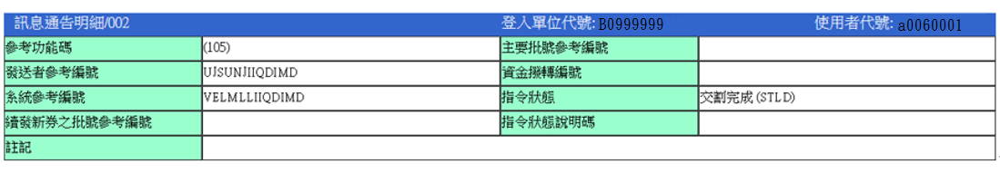 訊息通告明細/002 登入單位代號: B0999999 使用者代號: a0060001
參考功能碼 (105) 主要批號參考編號
發送者參考編號 UJSUNJIIQDIMD 資金撥轉編號
系統參考編號 VELMLLIIQDIMD 指令狀態 交割完成 (STLD)
續發新券之批號參考編號 指令狀態說明碼
註記